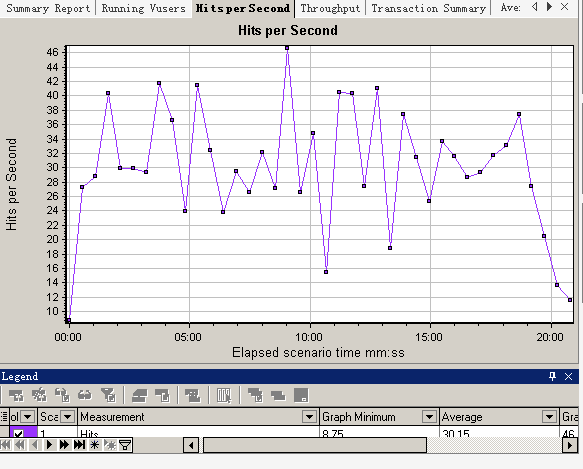 Summary Report Running Vusers Hits per Second Throughput Transaction Summary Ave
Hits per Second
46
44
42
40
38
36
34
32
30
28
26
24
22
20
18
16
14
12
10
Hits per Second
00:00 05:00 10:00 15:00 20:00
Elapsed scenario time mm:ss
Legend
ol Sca Measurement Graph Minimum Average Gra
1 Hits 8.75 30.15 46